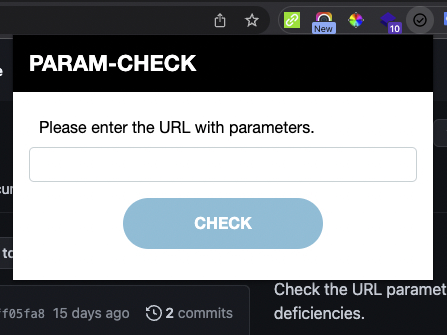 New
10
PARAM-CHECK
Please enter the URL with parameters.
CHECK
f05fa8 15 days ago 2 commits
Check the URL paramet
deficiencies.